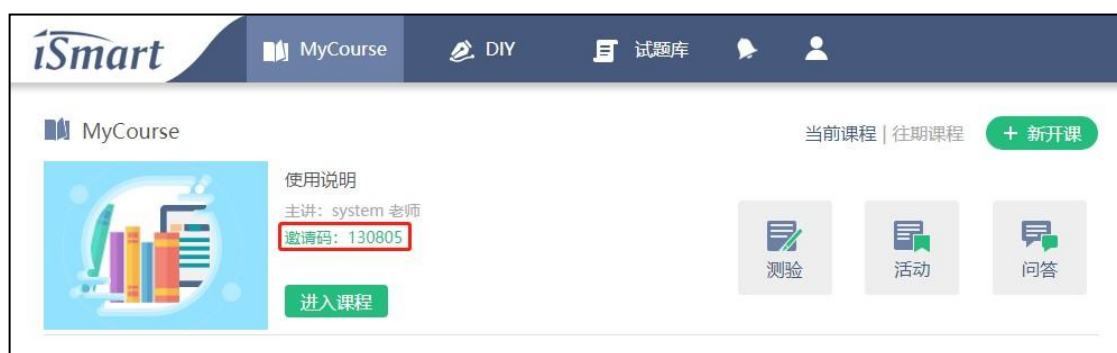 iSmart MyCourse DIY 试题库
MyCourse 当前课程 | 往期课程 + 新开课
使用说明
主讲：system 老师
邀请码：130805
测验 活动 问答
进入课程